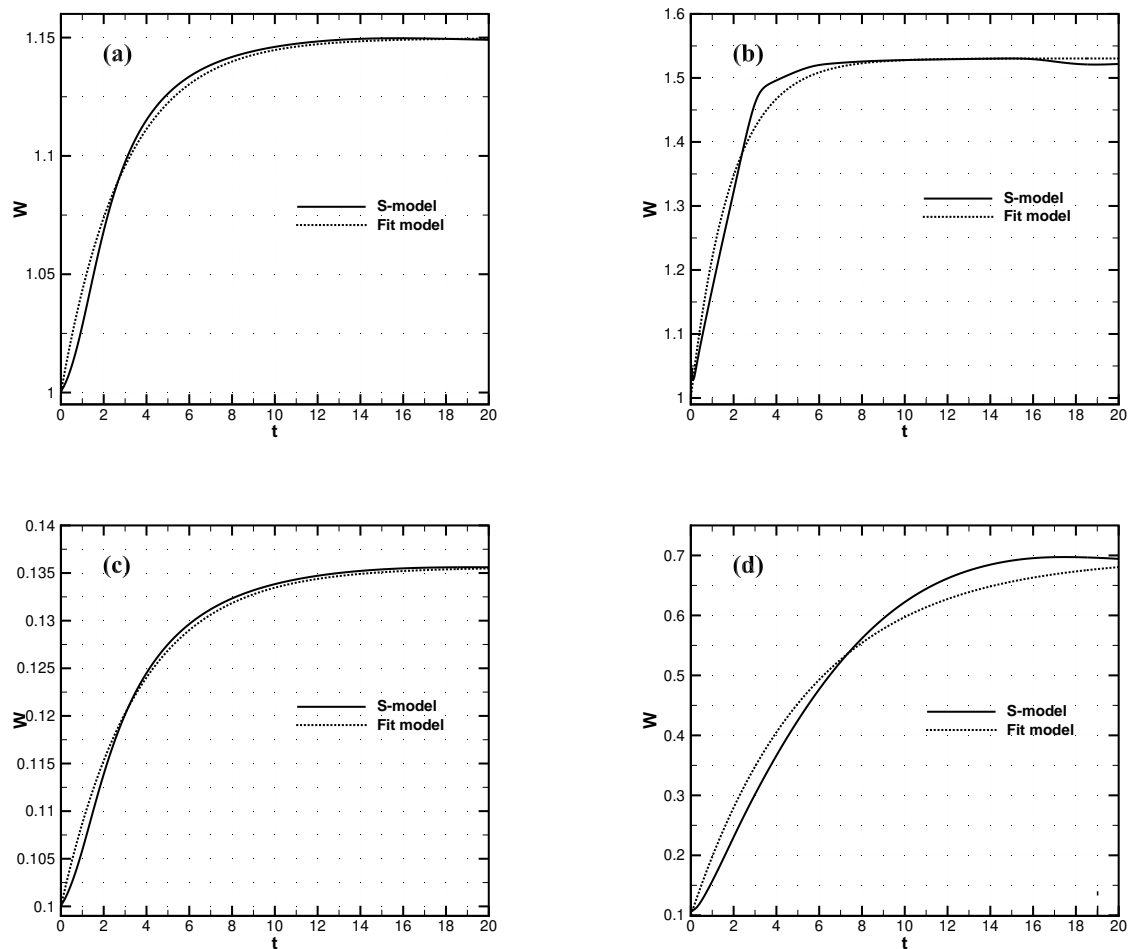 (a)
1.15
1.1
1.05
1
W
S-model
Fit model
0 2 4 6 8 10 12 14 16 18 20
t
(b)
1.6
1.5
1.4
1.3
1.2
1.1
1
W
S-model
Fit model
0 2 4 6 8 10 12 14 16 18 20
t
(c)
0.14
0.135
0.13
0.125
0.12
0.115
0.11
0.105
0.1
W
S-model
Fit model
0 2 4 6 8 10 12 14 16 18 20
t
(d)
0.7
0.6
0.5
0.4
0.3
0.2
0.1
W
S-model
Fit model
0 2 4 6 8 10 12 14 16 18 20
t